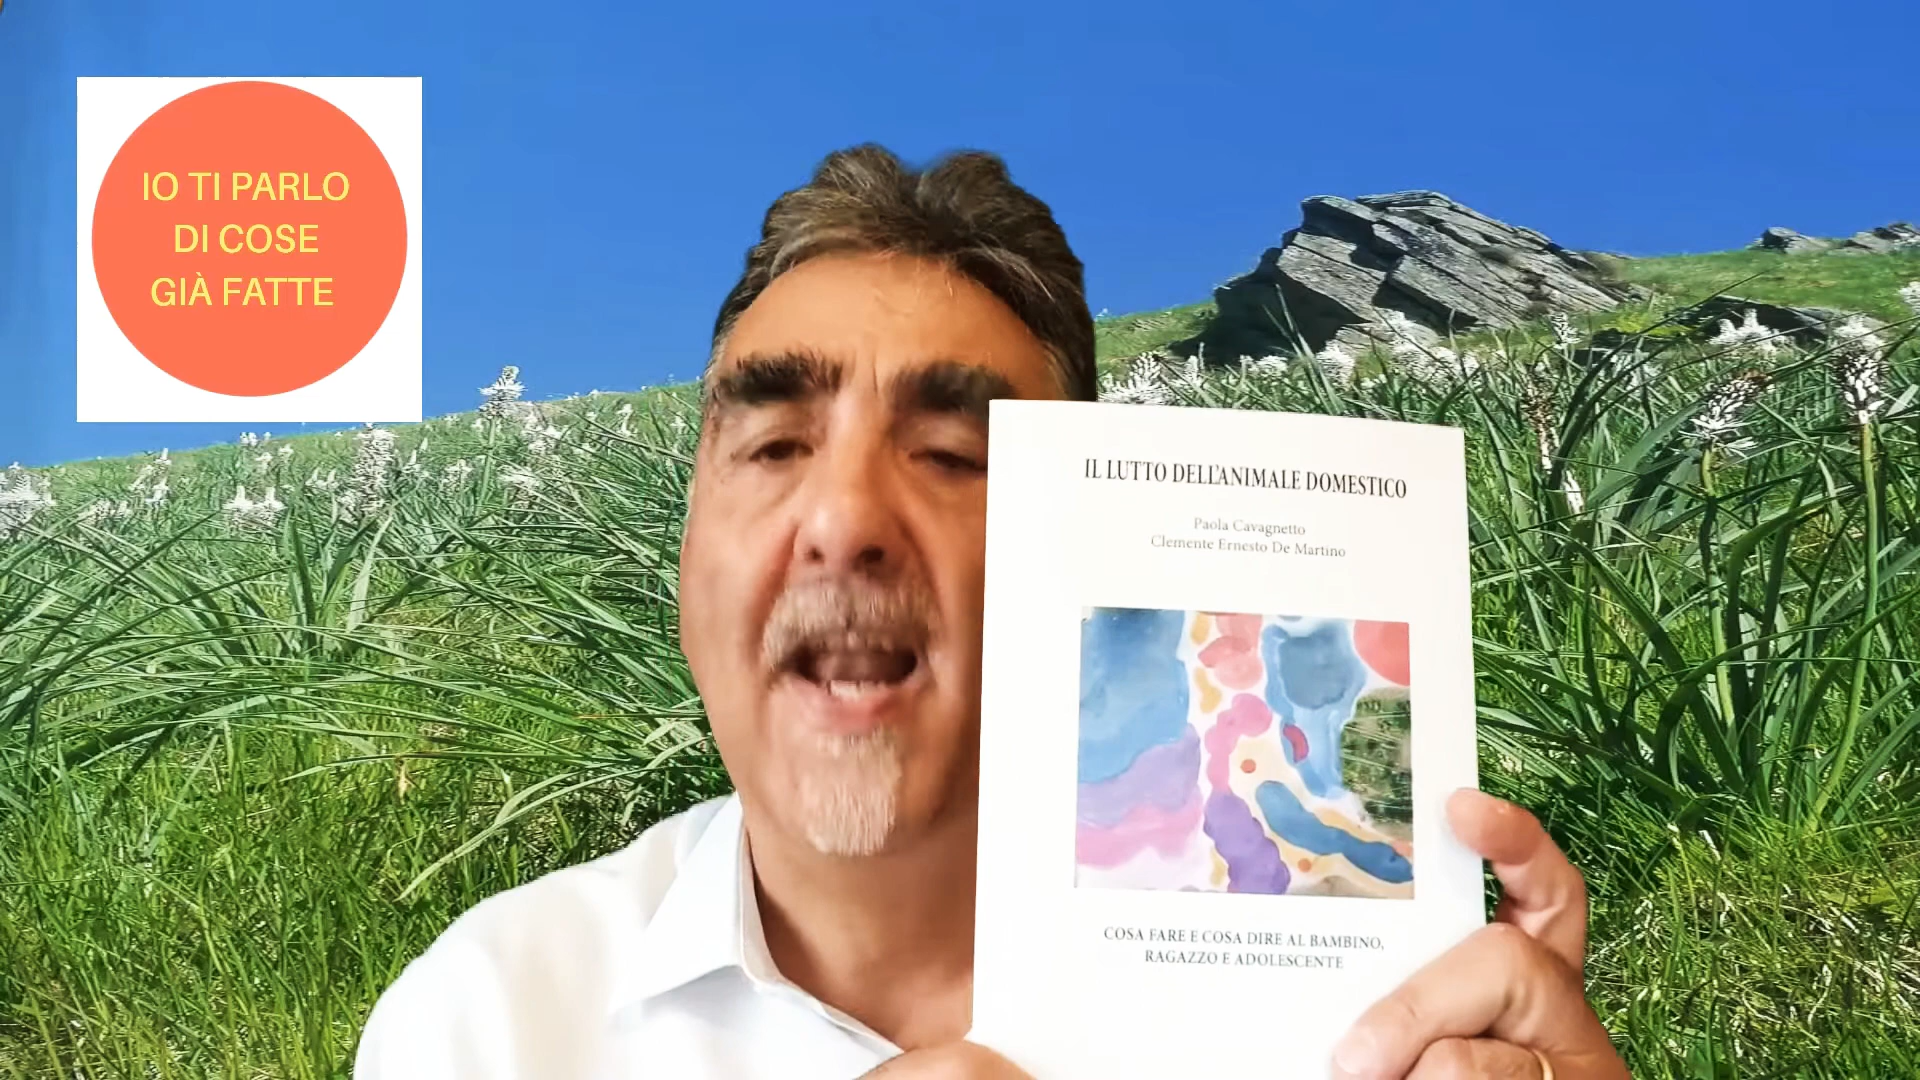 IO TI PARLO
DI COSE
GIÀ FATTE
IL LUTTO DELL'ANIMALE DOMESTICO
Paola Cavagnetto
Clemente Ernesto De Martino
COSA FARE E COSA DIRE AL BAMBINO,
RAGAZZO E ADOLESCENTE